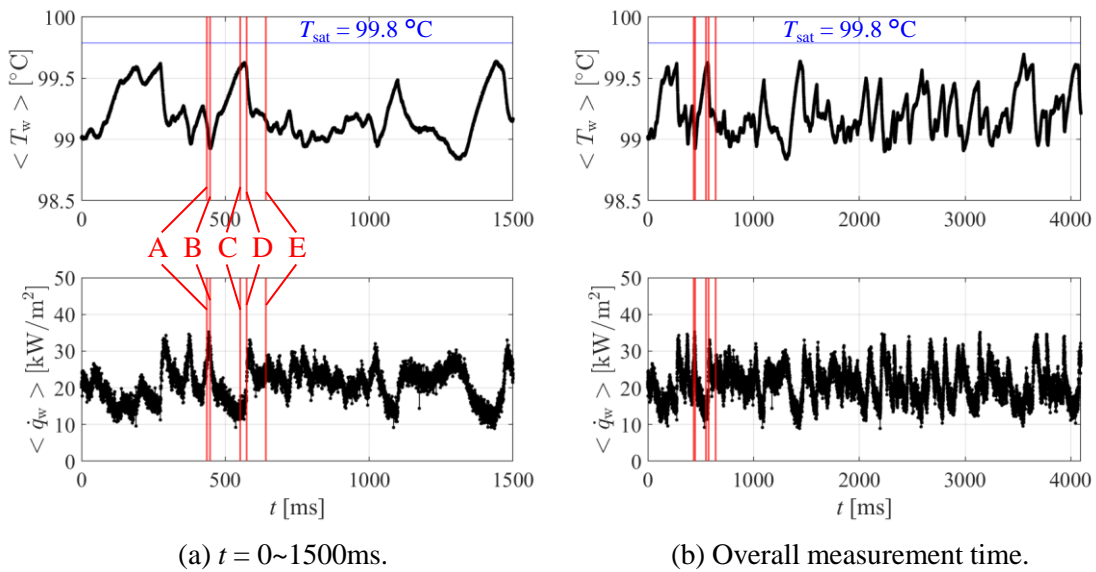 100
T_sat = 99.8 °C
99.5
< T_w > [°C]
99
98.5
0 500 1000 1500
A B C D E
50
40
30
< q̇_w > [kW/m²]
20
10
0
0 500 1000 1500
t [ms]
(a) t = 0~1500ms.
100
T_sat = 99.8 °C
99.5
< T_w > [°C]
99
98.5
0 1000 2000 3000 4000
50
40
30
< q̇_w > [kW/m²]
20
10
0
0 1000 2000 3000 4000
t [ms]
(b) Overall measurement time.